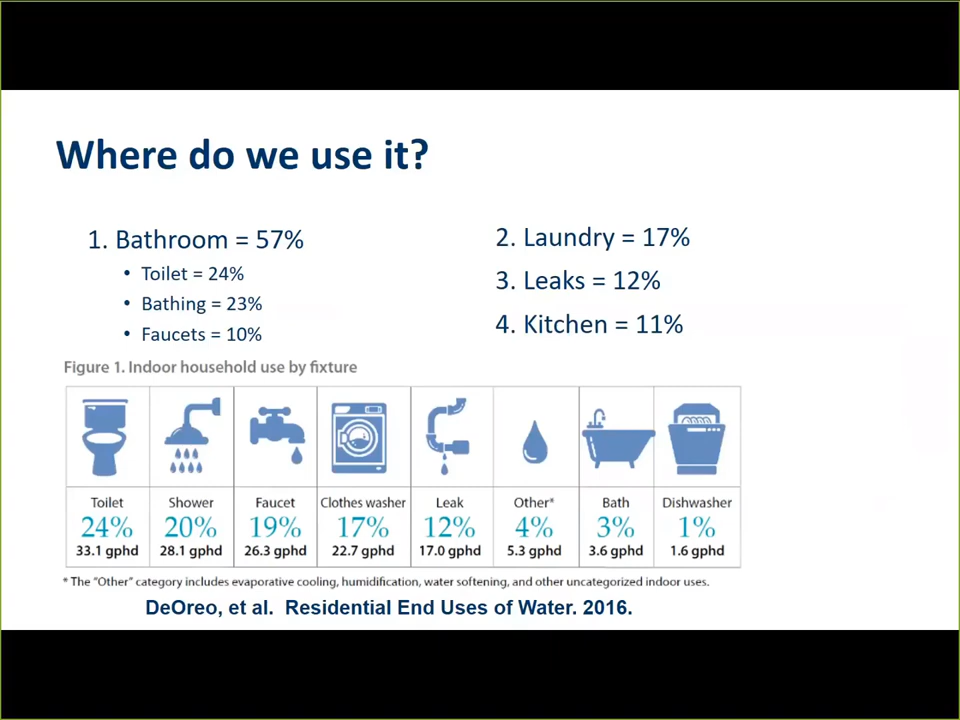 Where do we use it?
1. Bathroom = 57%
• Toilet = 24%
• Bathing = 23%
• Faucets = 10%
2. Laundry = 17%
3. Leaks = 12%
4. Kitchen = 11%
Figure 1. Indoor household use by fixture
Toilet Shower Faucet Clothes washer Leak Other* Bath Dishwasher
24% 20% 19% 17% 12% 4% 3% 1%
33.1 gphd 28.1 gphd 26.3 gphd 22.7 gphd 17.0 gphd 5.3 gphd 3.6 gphd 1.6 gphd
* The "Other" category includes evaporative cooling, humidification, water softening, and other uncategorized indoor uses.
DeOreo, et al. Residential End Uses of Water. 2016.